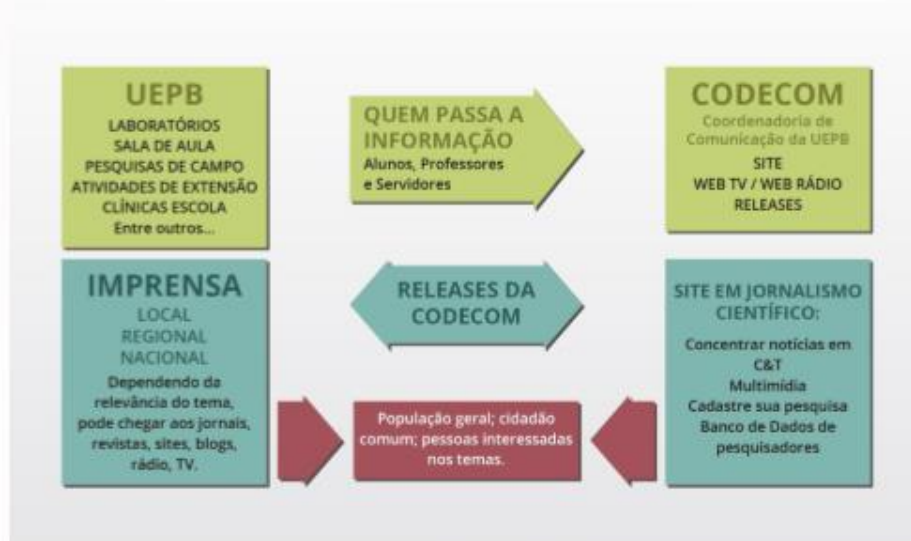 UEPB
LABORATÓRIOS
SALA DE AULA
PESQUISAS DE CAMPO
ATIVIDADES DE EXTENSÃO
CLÍNICAS ESCOLA
Entre outros...
QUEM PASSA A
INFORMAÇÃO
Alunos, Professores
e Servidores
CODECOM
Coordenadoria de
Comunicação da UEPB
SITE
WEB TV / WEB RÁDIO
RELEASES
IMPRENSA
LOCAL
REGIONAL
NACIONAL
Dependendo da
relevância do tema,
pode chegar aos jornais,
revistas, sites, blogs,
rádio, TV.
RELEASES DA
CODECOM
SITE EM JORNALISMO
CIENTÍFICO:
Concentrar notícias em
C&T
Multimídia
Cadastre sua pesquisa
Banco de Dados de
pesquisadores
População geral; cidadão
comum; pessoas interessadas
nos temas.